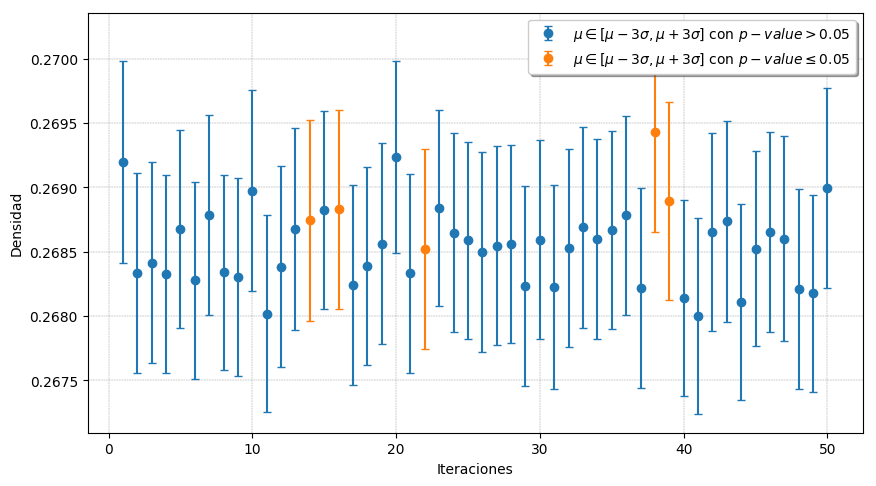 μ ∈ [μ − 3σ, μ + 3σ] con p − value > 0.05
μ ∈ [μ − 3σ, μ + 3σ] con p − value ≤ 0.05
0.2700
0.2695
0.2690
0.2685
0.2680
0.2675
Densidad
0 10 20 30 40 50
Iteraciones